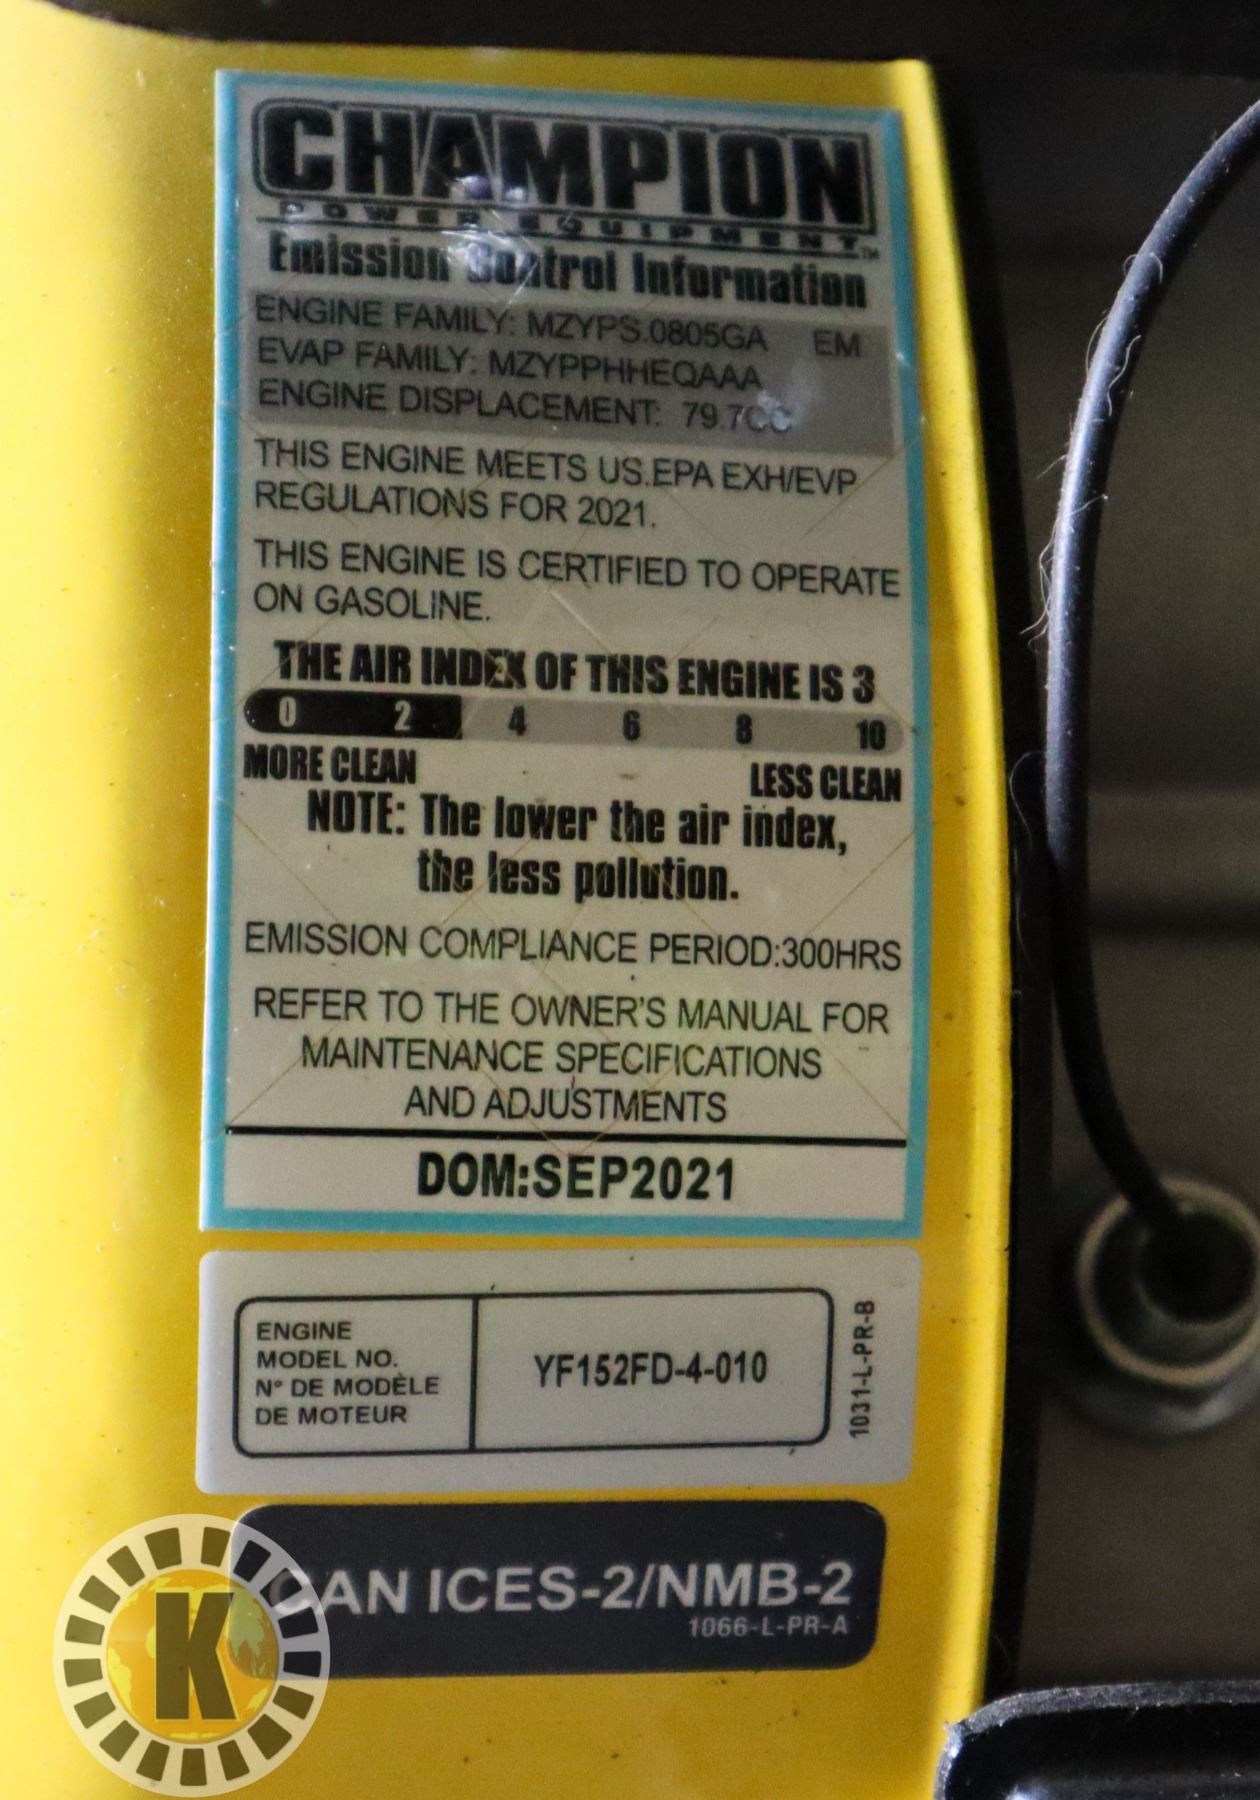 CHAMPION
POWER EQUIPMENT™
Emission Control Information
ENGINE FAMILY: MZYPS.0805GA EM
EVAP FAMILY: MZYPPHHEQAAA
ENGINE DISPLACEMENT: 79.7CC
THIS ENGINE MEETS US.EPA EXH/EVP
REGULATIONS FOR 2021.
THIS ENGINE IS CERTIFIED TO OPERATE
ON GASOLINE.
THE AIR INDEX OF THIS ENGINE IS 3
0 2 4 6 8 10
MORE CLEAN LESS CLEAN
NOTE: The lower the air index,
the less pollution.
EMISSION COMPLIANCE PERIOD:300HRS
REFER TO THE OWNER'S MANUAL FOR
MAINTENANCE SPECIFICATIONS
AND ADJUSTMENTS
DOM:SEP2021
ENGINE
MODEL NO.
N° DE MODÈLE
DE MOTEUR
YF152FD-4-010
1031-L-PR-B
CAN ICES-2/NMB-2
1066-L-PR-A
K